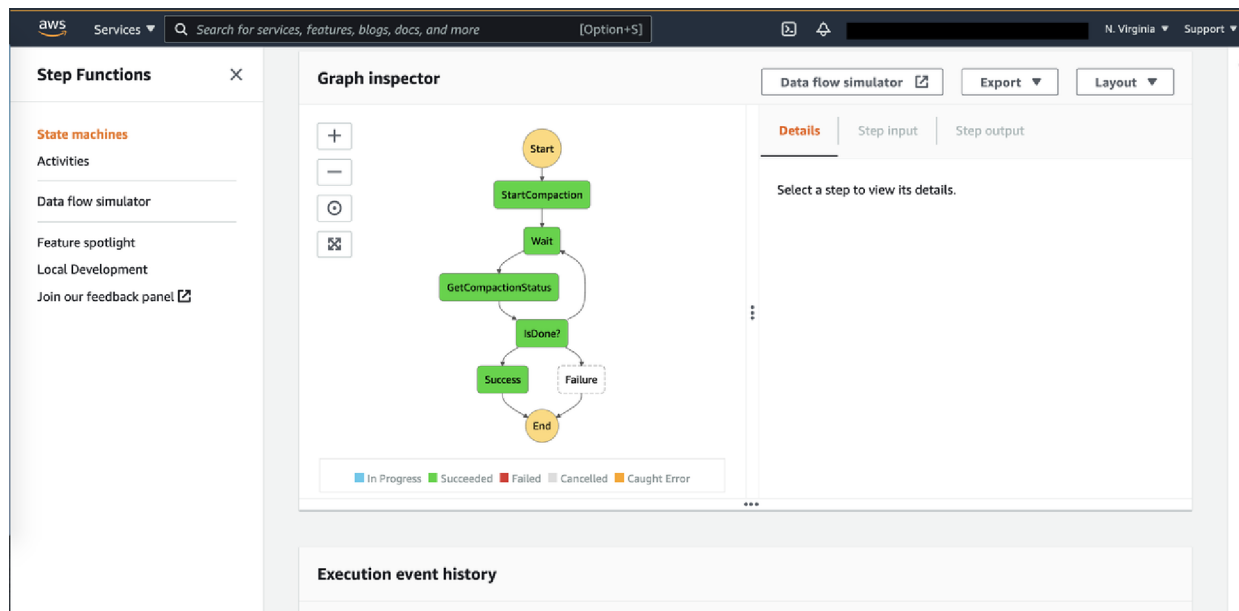 aws Services Search for services, features, blogs, docs, and more [Option+S] N. Virginia Support
Step Functions
State machines
Activities
Data flow simulator
Feature spotlight
Local Development
Join our feedback panel
Graph inspector
Data flow simulator Export Layout
Start
StartCompaction
Wait
GetCompactionStatus
IsDone?
Success Failure
End
In Progress Succeeded Failed Cancelled Caught Error
Details Step input Step output
Select a step to view its details.
Execution event history